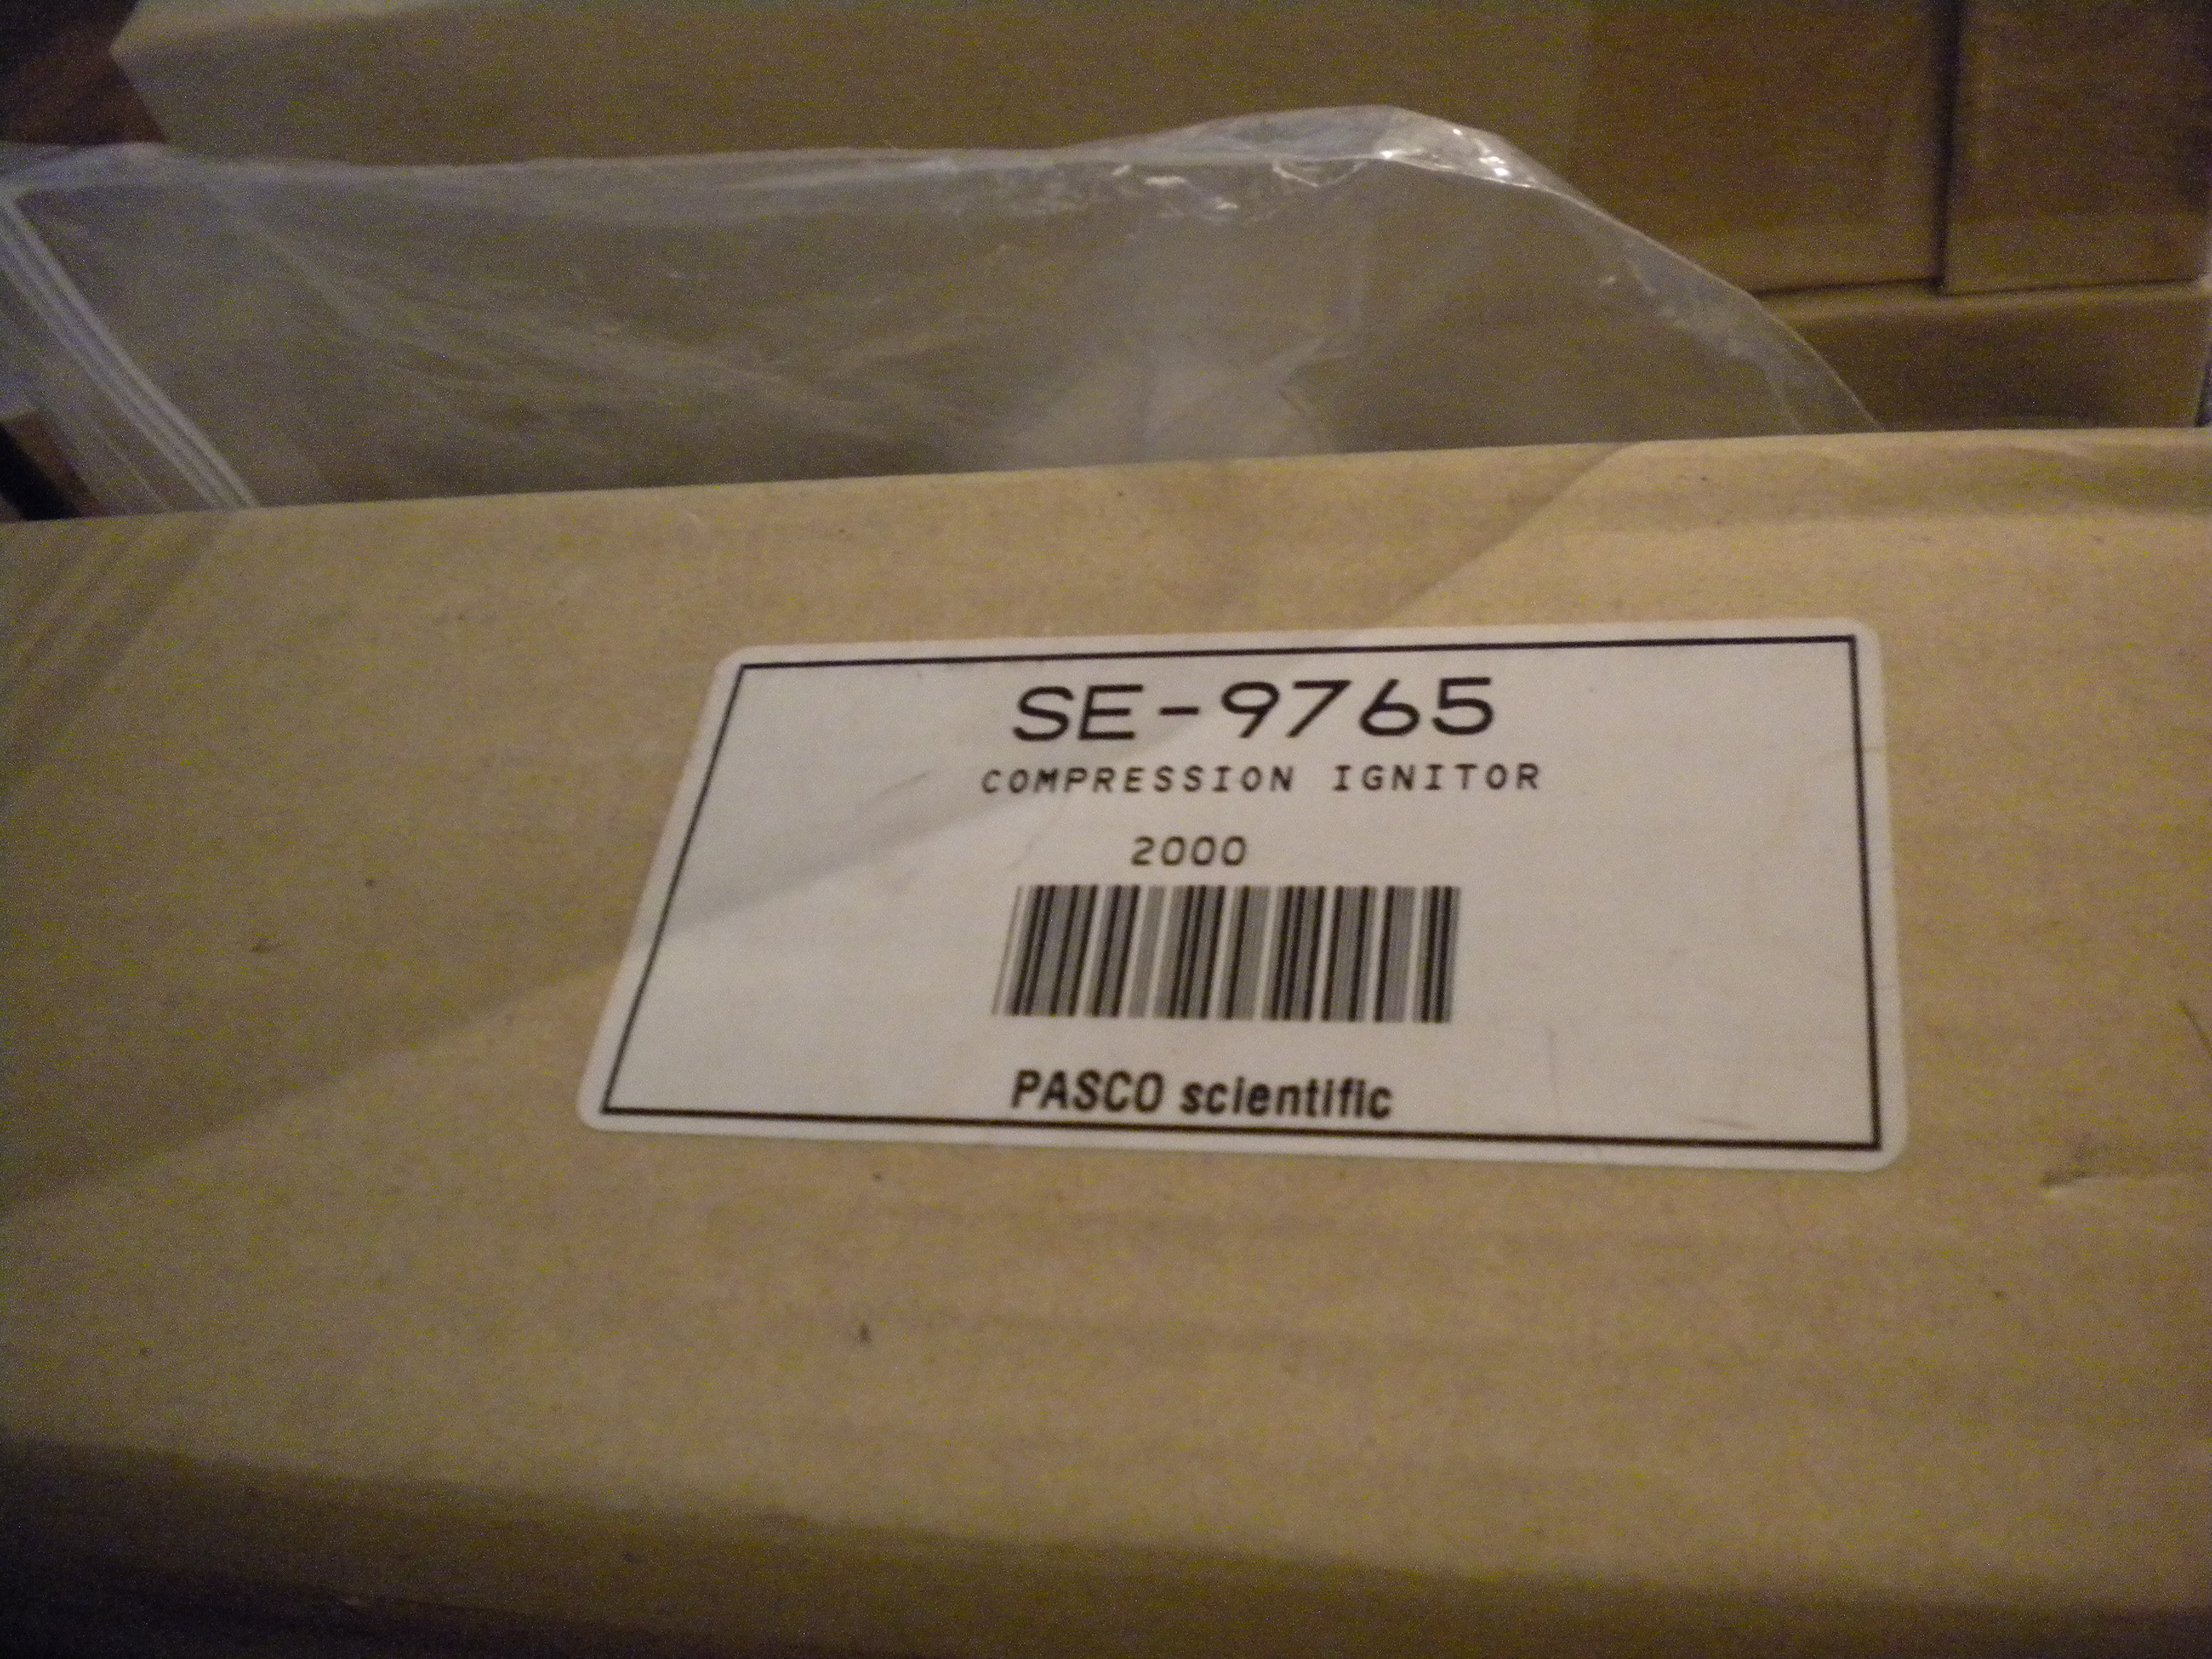 SE-9765
COMPRESSION IGNITOR
2000
PASCO scientific